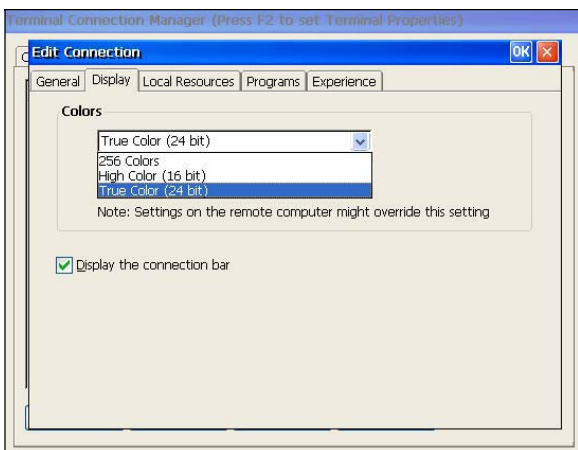 Terminal Connection Manager (Press F2 to set Terminal Properties)
Edit Connection
OK
General Display Local Resources Programs Experience
Colors
True Color (24 bit)
256 Colors
High Color (16 bit)
True Color (24 bit)
Note: Settings on the remote computer might override this setting
Display the connection bar